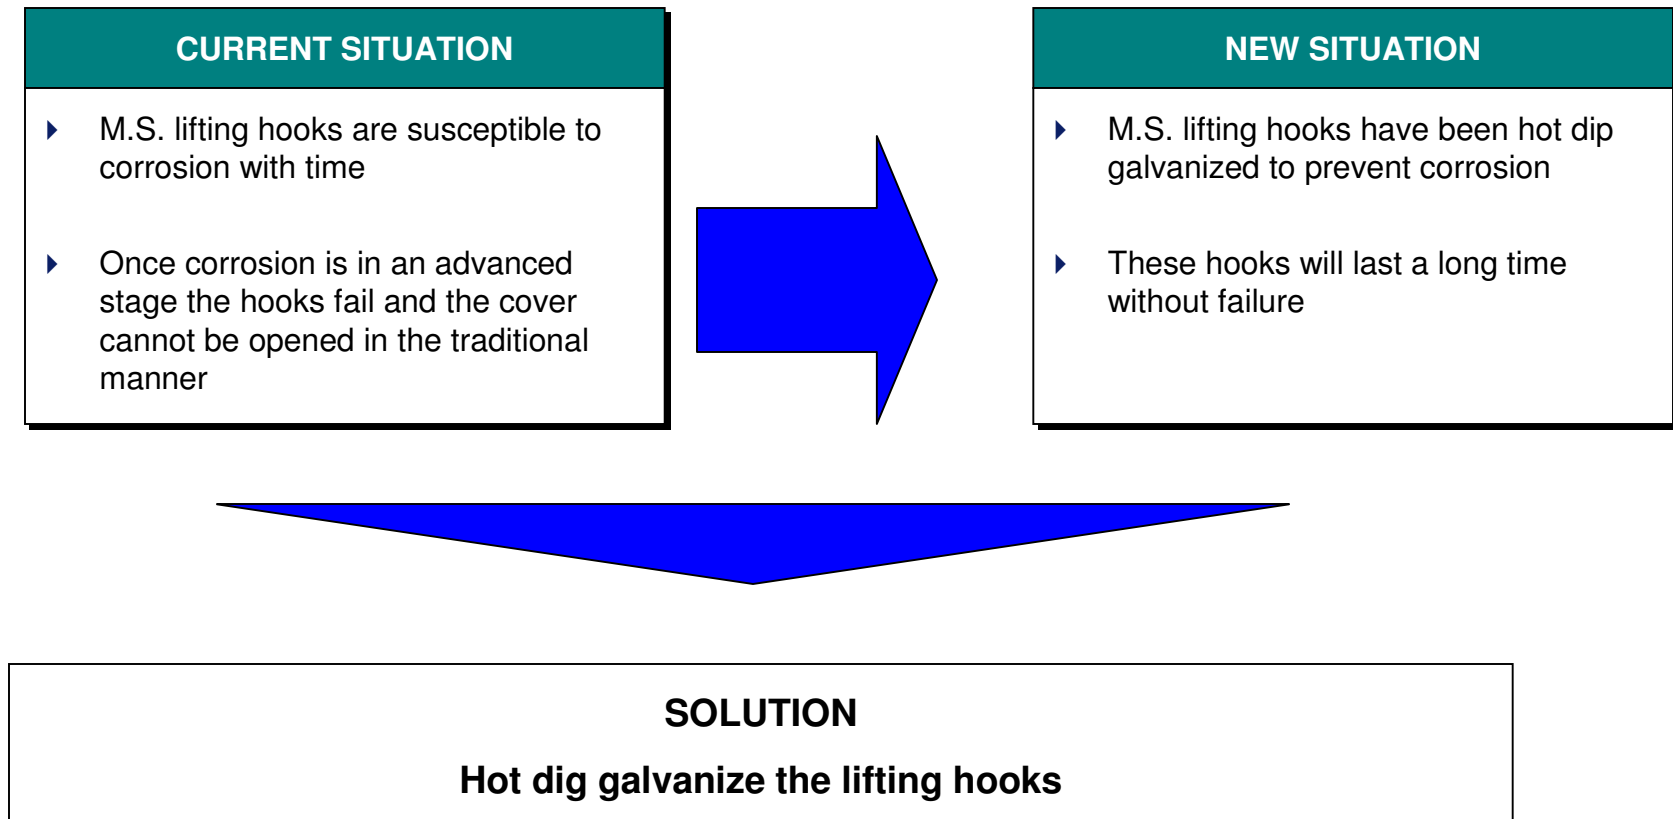 CURRENT SITUATION
M.S. lifting hooks are susceptible to
corrosion with time
Once corrosion is in an advanced
stage the hooks fail and the cover
cannot be opened in the traditional
manner
NEW SITUATION
M.S. lifting hooks have been hot dip
galvanized to prevent corrosion
These hooks will last a long time
without failure
SOLUTION
Hot dig galvanize the lifting hooks